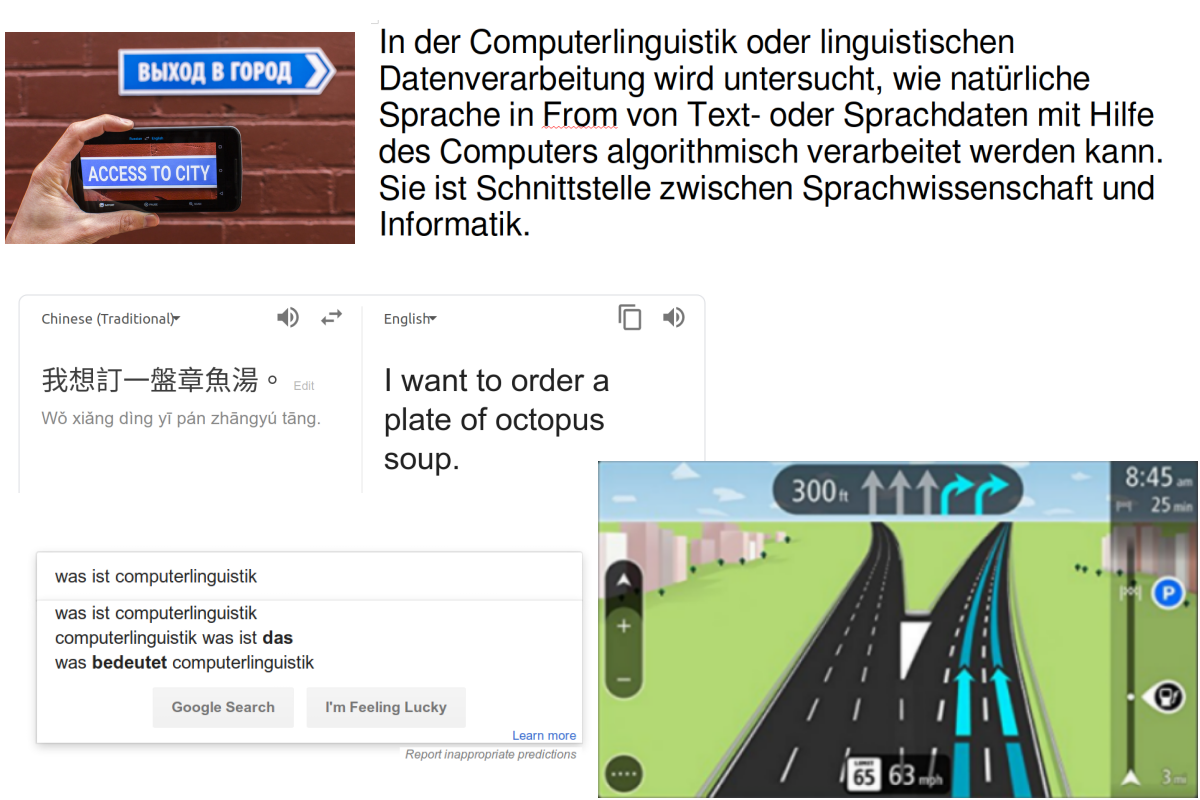 ВЫХОД В ГОРОД
ACCESS TO CITY
In der Computerlinguistik oder linguistischen
Datenverarbeitung wird untersucht, wie natürliche
Sprache in From von Text- oder Sprachdaten mit Hilfe
des Computers algorithmisch verarbeitet werden kann.
Sie ist Schnittstelle zwischen Sprachwissenschaft und
Informatik.
Chinese (Traditional)
我想訂一盤章魚湯。 Edit
Wǒ xiǎng dìng yī pán zhāngyú tāng.
English
I want to order a
plate of octopus
soup.
was ist computerlinguistik
was ist computerlinguistik
computerlinguistik was ist das
was bedeutet computerlinguistik
Google Search I'm Feeling Lucky
Learn more
Report inappropriate predictions
300 ft
8:45 am
25 min
P
LIMIT
65 63 mph
3 mi